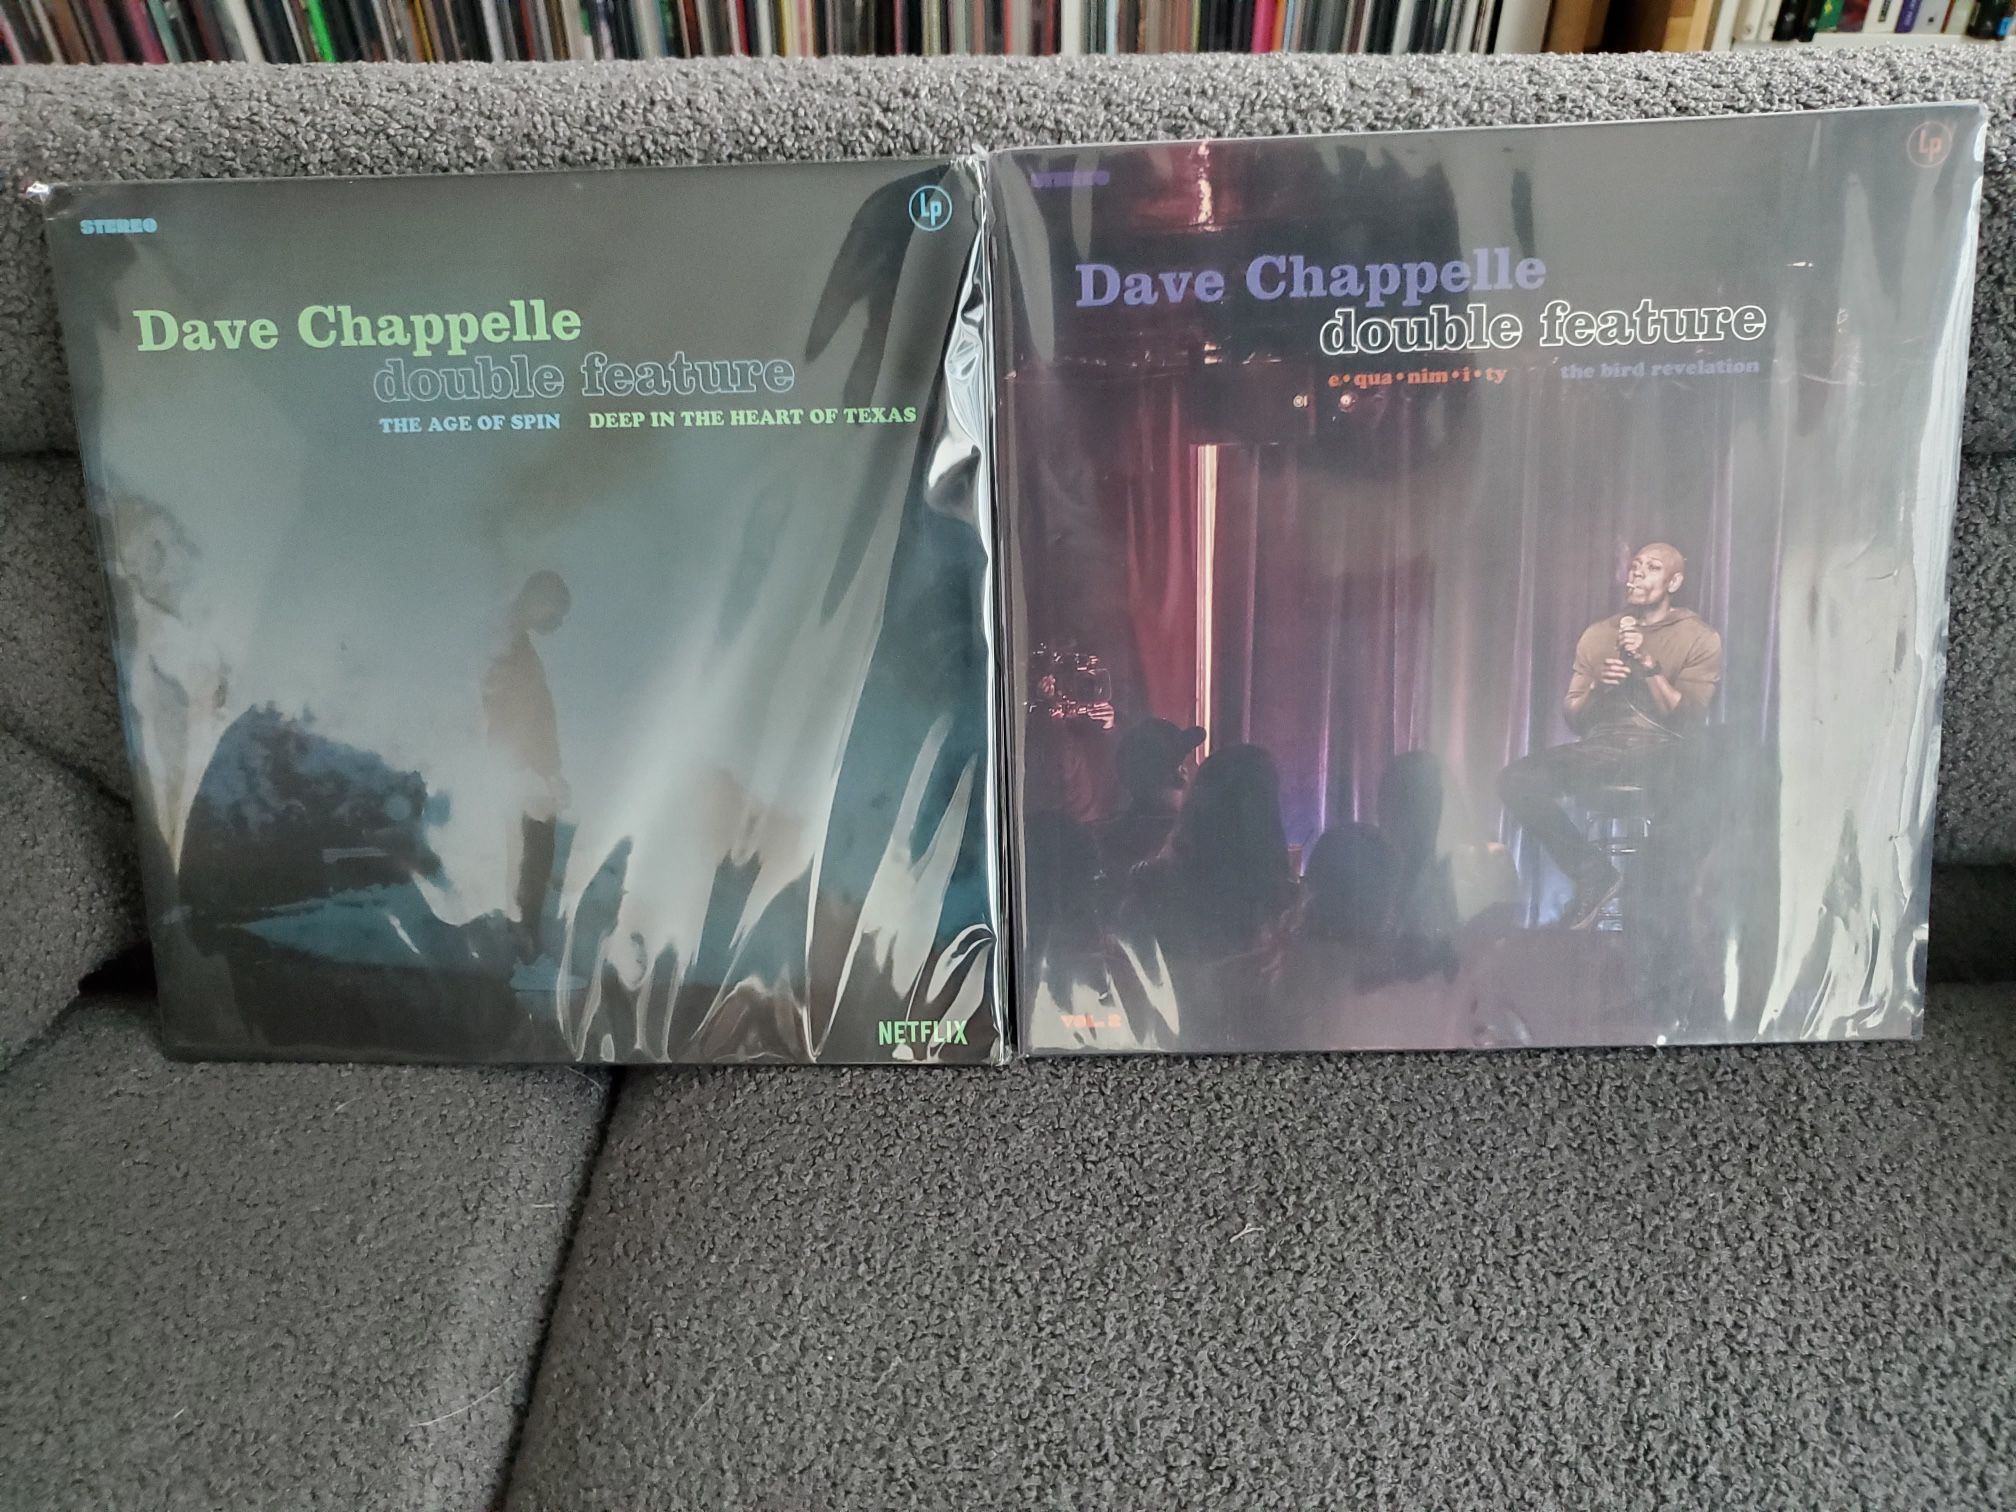 STEREO
Lp
Dave Chappelle
double feature
THE AGE OF SPIN DEEP IN THE HEART OF TEXAS
NETFLIX
STEREO
Lp
Dave Chappelle
double feature
e•qua•nim•i•ty the bird revelation
VOL. 2